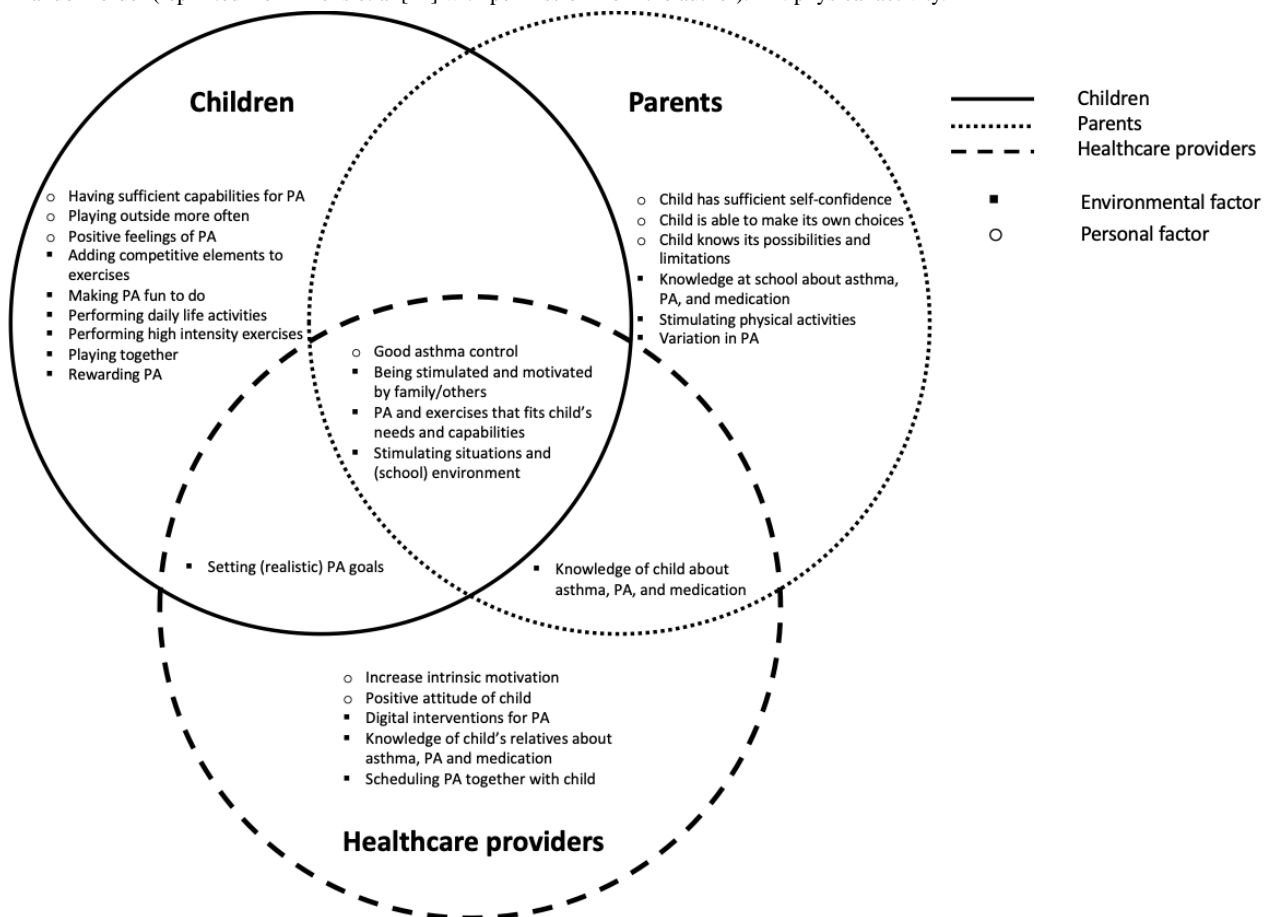 Children
Parents
Children
Parents
Healthcare providers
■ Environmental factor
○ Personal factor
○ Having sufficient capabilities for PA
○ Playing outside more often
○ Positive feelings of PA
▪ Adding competitive elements to
exercises
▪ Making PA fun to do
▪ Performing daily life activities
▪ Performing high intensity exercises
▪ Playing together
▪ Rewarding PA
○ Child has sufficient self-confidence
○ Child is able to make its own choices
○ Child knows its possibilities and
limitations
▪ Knowledge at school about asthma,
PA, and medication
▪ Stimulating physical activities
▪ Variation in PA
○ Good asthma control
▪ Being stimulated and motivated
by family/others
▪ PA and exercises that fits child’s
needs and capabilities
▪ Stimulating situations and
(school) environment
▪ Setting (realistic) PA goals
▪ Knowledge of child about
asthma, PA, and medication
○ Increase intrinsic motivation
○ Positive attitude of child
▪ Digital interventions for PA
▪ Knowledge of child’s relatives about
asthma, PA and medication
▪ Scheduling PA together with child
Healthcare providers